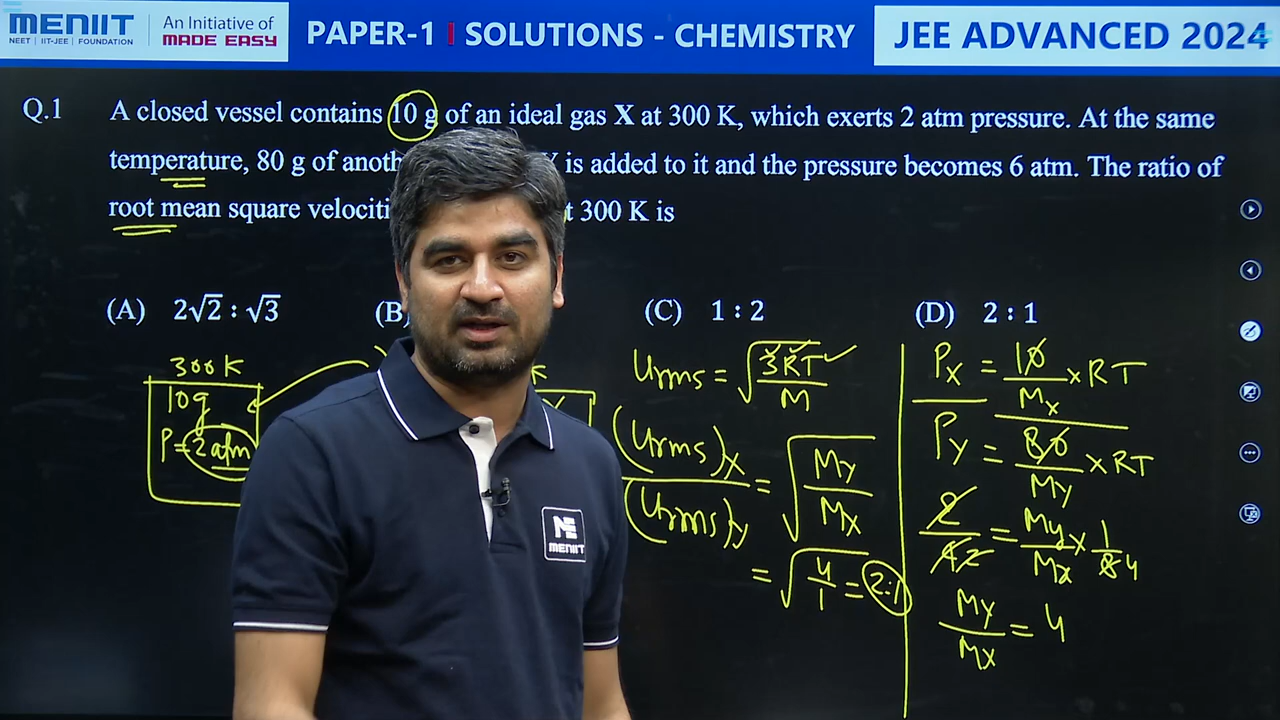 MENIIT
NEET | IIT-JEE | FOUNDATION
An Initiative of
MADE EASY
PAPER-1 | SOLUTIONS - CHEMISTRY
JEE ADVANCED 2024
Q.1 A closed vessel contains 10 g of an ideal gas X at 300 K, which exerts 2 atm pressure. At the same
temperature, 80 g of anoth Y is added to it and the pressure becomes 6 atm. The ratio of
root mean square velociti t 300 K is
(A) 2√2 : √3 (B) (C) 1 : 2 (D) 2 : 1
300K
10g
P=2atm
K
Urms = √3RT/M
(Urms)x/(Urms)y = √My/Mx
= √4/1 = 2:1
Px = 10/Mx × RT
Py = 80/My × RT
2/4 2 = My/Mx × 1/8 4
My/Mx = 4
MENIIT